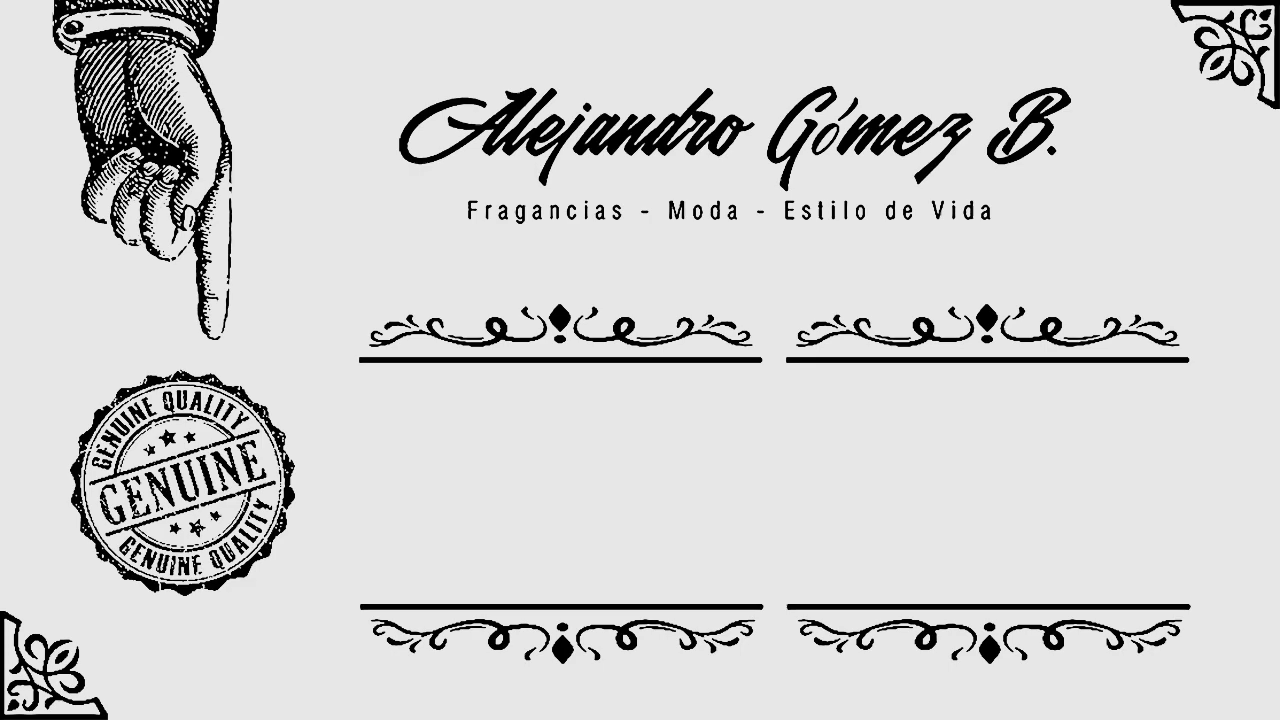 Alejandro Gómez B.
Fragancias - Moda - Estilo de Vida
GENUINE QUALITY
GENUINE
GENUINE QUALITY